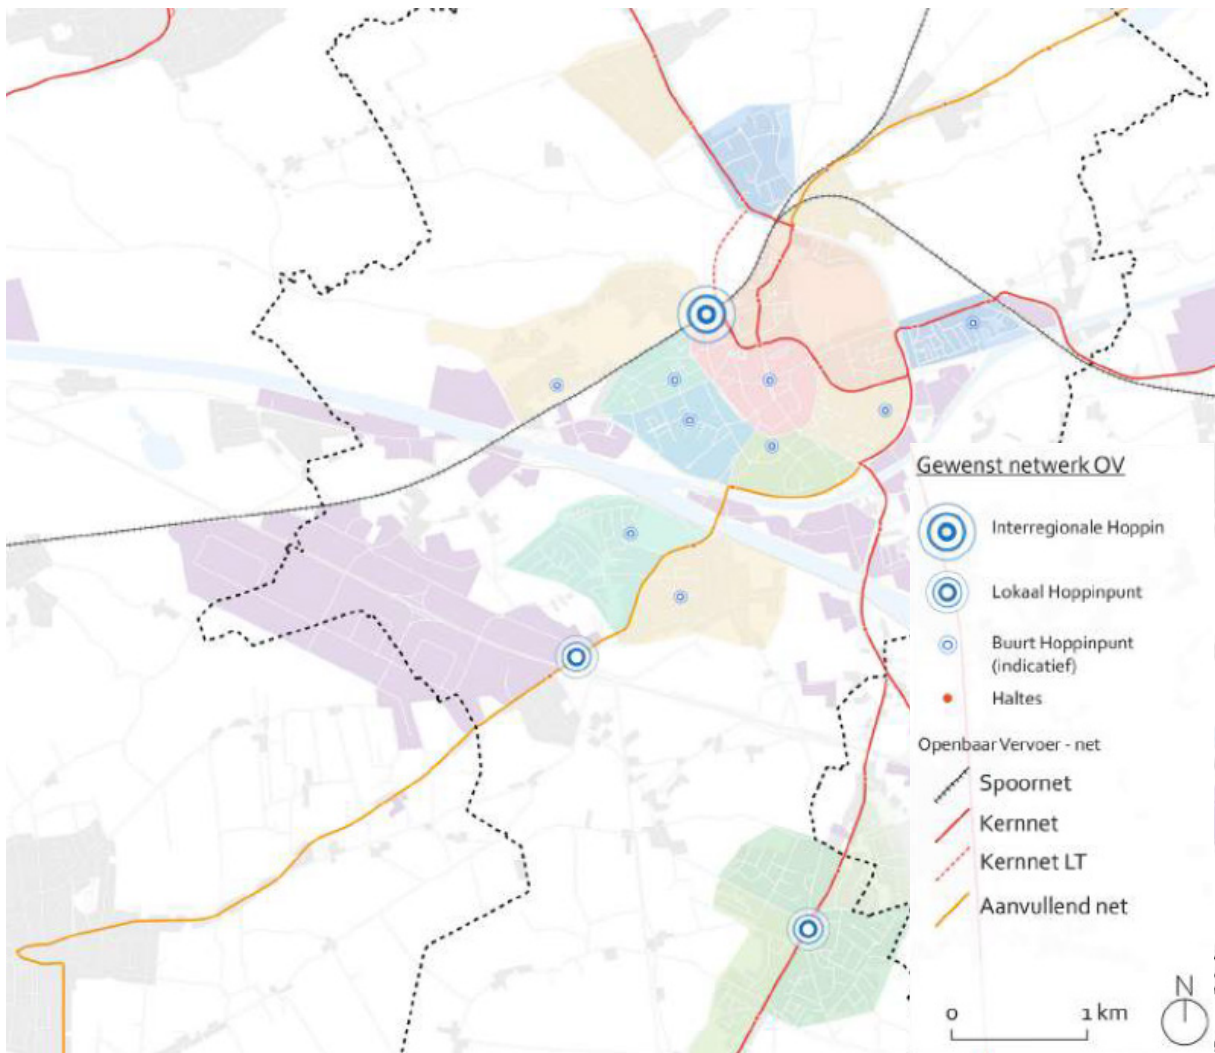 Gewenst netwerk OV
Interregionale Hoppin
Lokaal Hoppinpunt
Buurt Hoppinpunt
(indicatief)
Haltes
Openbaar Vervoer - net
Spoornet
Kernnet
Kernnet LT
Aanvullend net
0 1 km
N